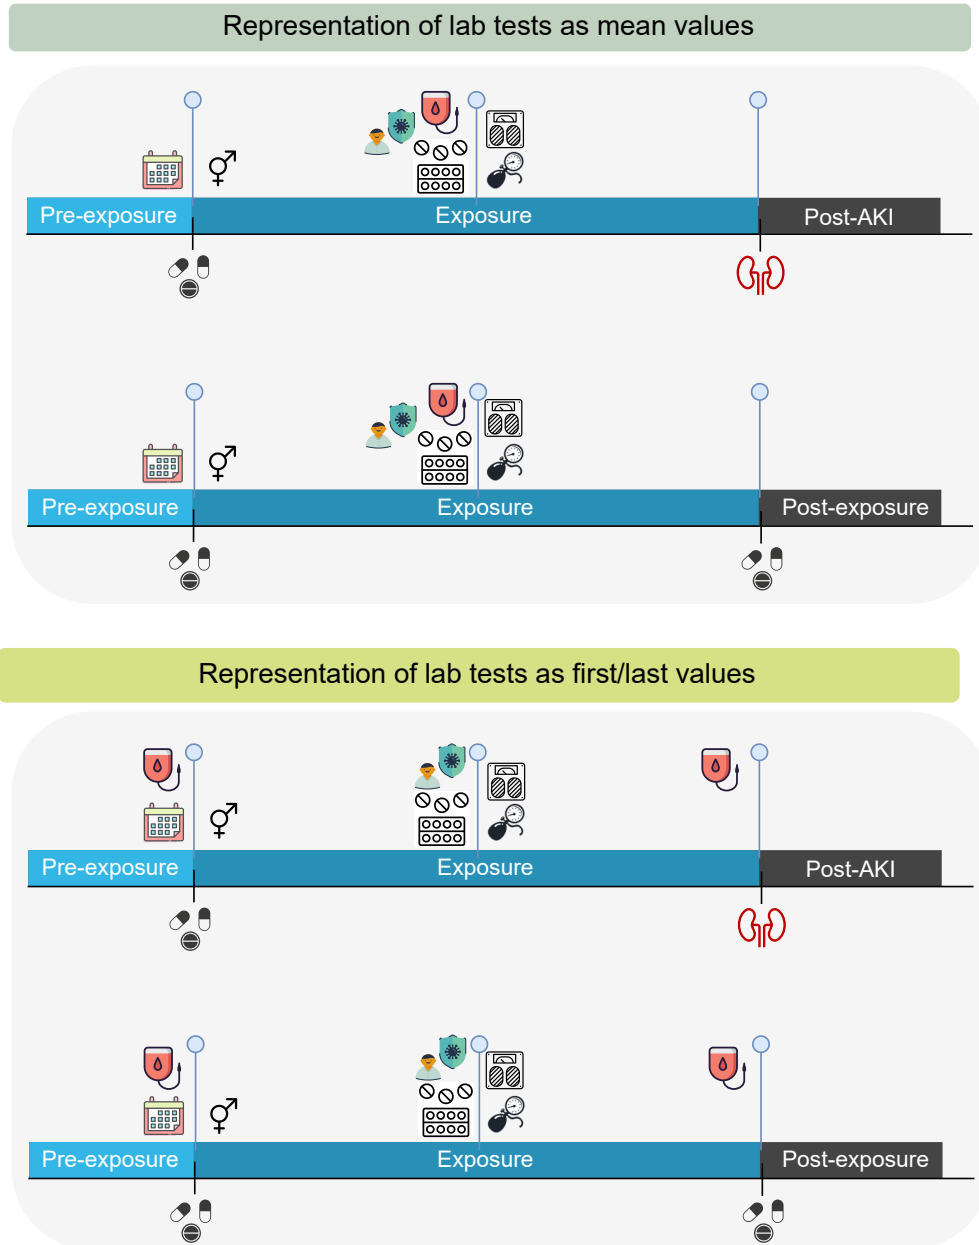 Representation of lab tests as mean values
Pre-exposure Exposure Post-AKI
Pre-exposure Exposure Post-exposure
Representation of lab tests as first/last values
Pre-exposure Exposure Post-AKI
Pre-exposure Exposure Post-exposure